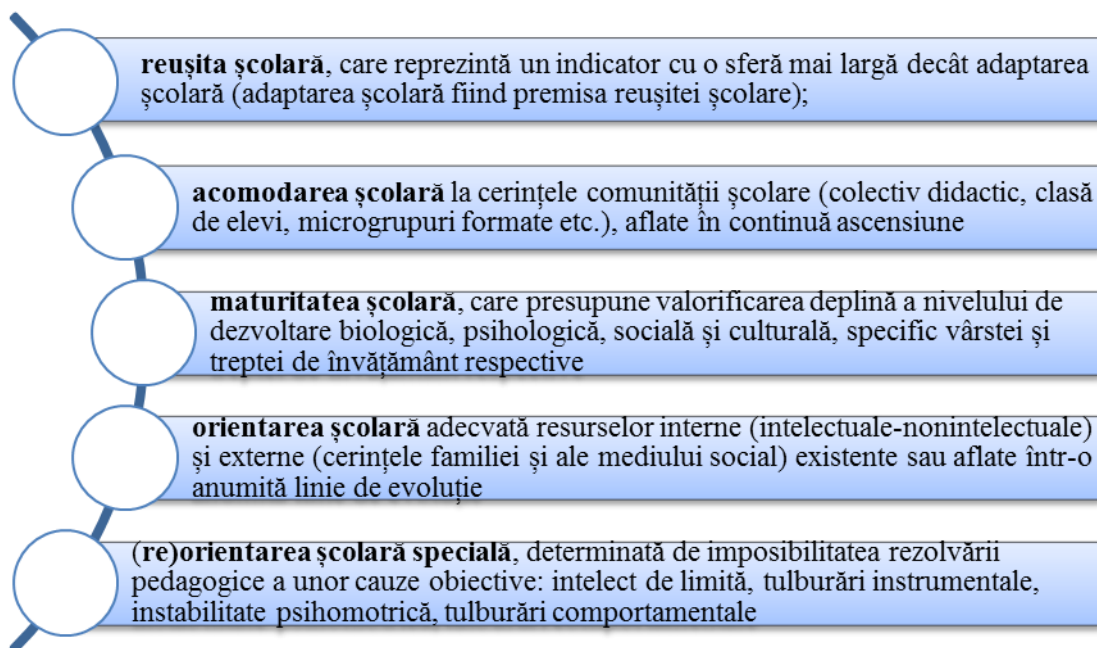 reușita școlară, care reprezintă un indicator cu o sferă mai largă decât adaptarea
școlară (adaptarea școlară fiind premisa reușitei școlare);
acomodarea școlară la cerințele comunității școlare (colectiv didactic, clasă
de elevi, microgrupuri formate etc.), aflate în continuă ascensiune
maturitatea școlară, care presupune valorificarea deplină a nivelului de
dezvoltare biologică, psihologică, socială și culturală, specific vârstei și
treptei de învățământ respective
orientarea școlară adecvată resurselor interne (intelectuale-nonintelectuale)
și externe (cerințele familiei și ale mediului social) existente sau aflate într-o
anumită linie de evoluție
(re)orientarea școlară specială, determinată de imposibilitatea rezolvării
pedagogice a unor cauze obiective: intelect de limită, tulburări instrumentale,
instabilitate psihomotrică, tulburări comportamentale